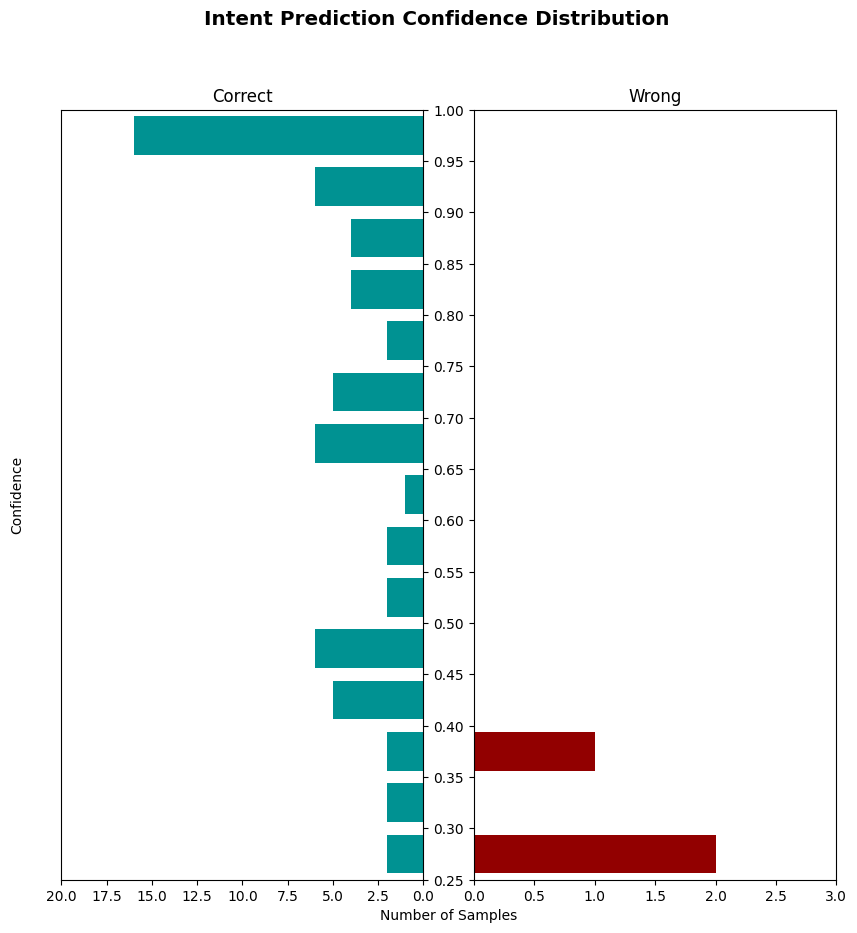 Intent Prediction Confidence Distribution
Correct
Wrong
1.00
0.95
0.90
0.85
0.80
0.75
0.70
0.65
0.60
0.55
0.50
0.45
0.40
0.35
0.30
0.25
Confidence
20.0 17.5 15.0 12.5 10.0 7.5 5.0 2.5 0.0
0.0 0.5 1.0 1.5 2.0 2.5 3.0
Number of Samples